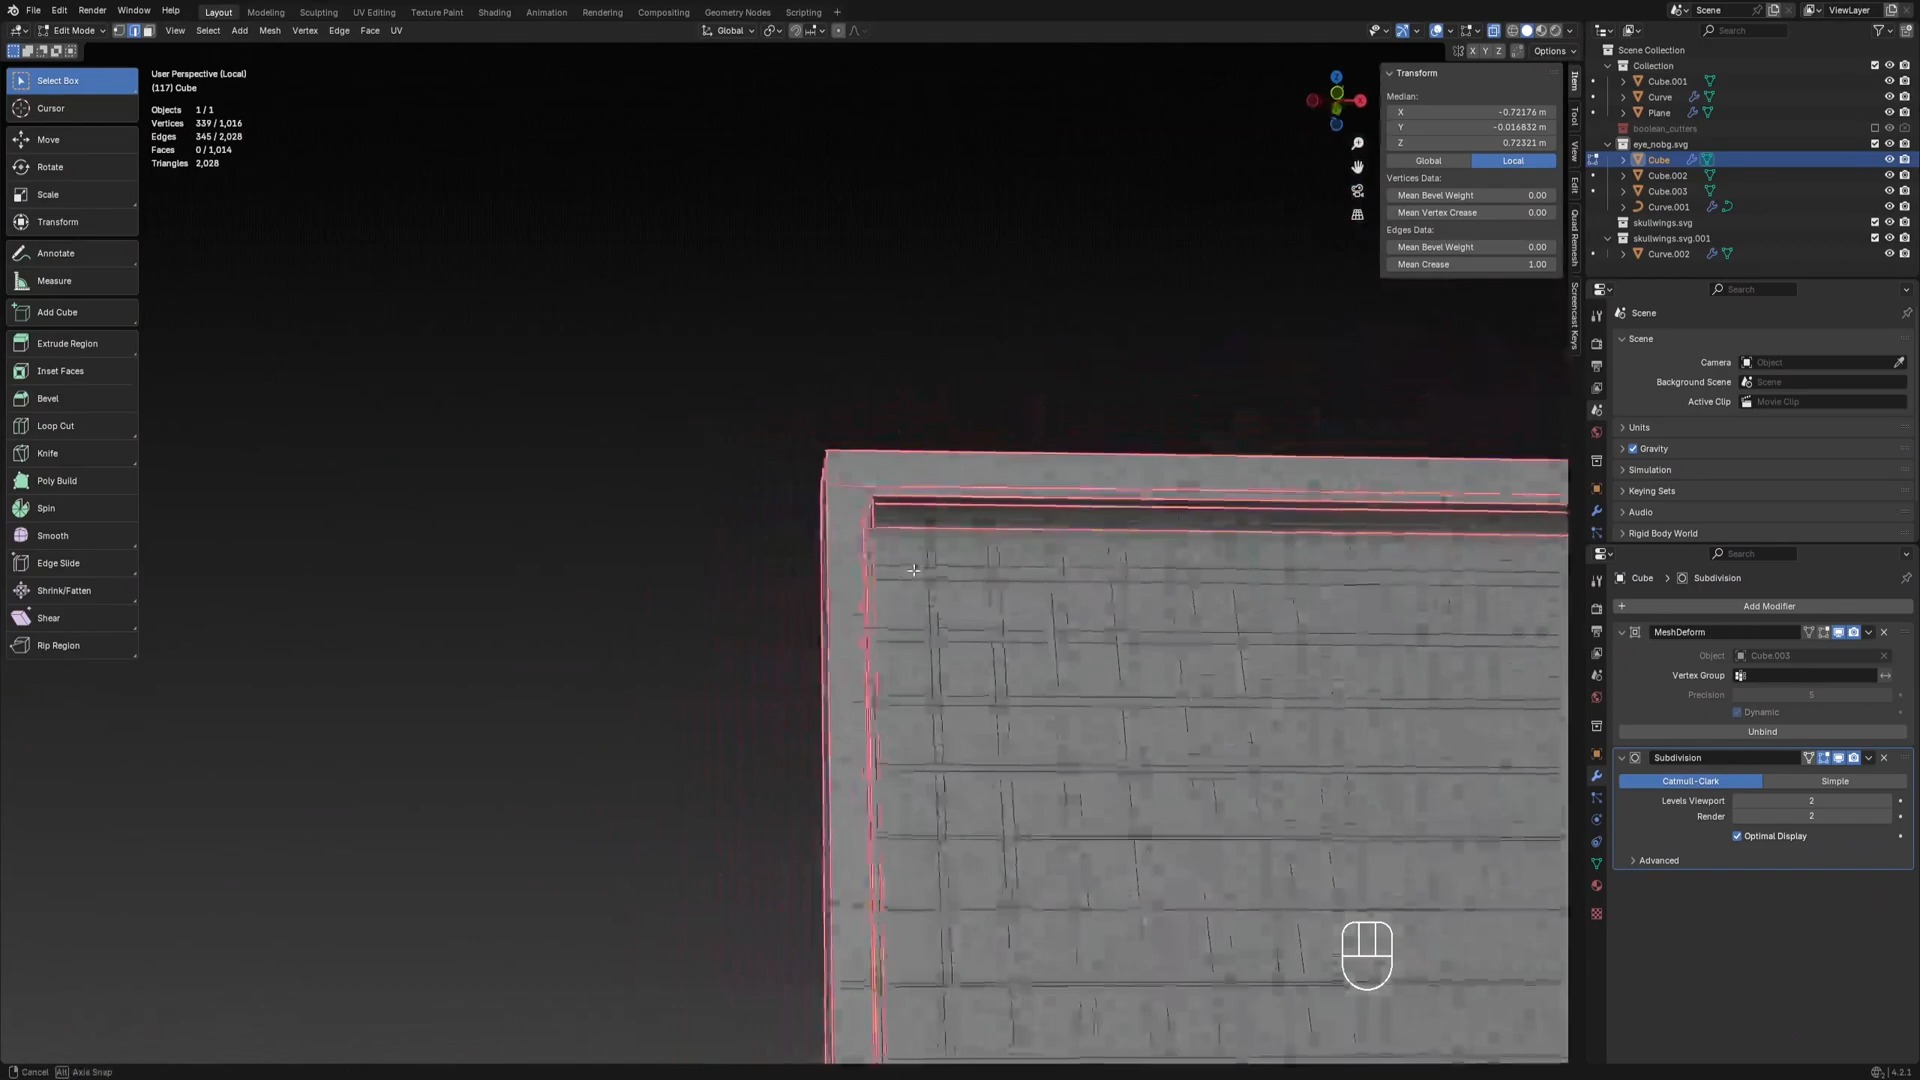 File Edit Render Window Help Layout Modeling Sculpting UV Editing Texture Paint Shading Animation Rendering Compositing Geometry Nodes Scripting + Scene ViewLayer
Edit Mode View Select Add Mesh Vertex Edge Face UV Global Search
X Y Z Options
Select Box
Cursor
Move
Rotate
Scale
Transform
Annotate
Measure
Add Cube
Extrude Region
Inset Faces
Bevel
Loop Cut
Knife
Poly Build
Spin
Smooth
Edge Slide
Shrink/Fatten
Shear
Rip Region
User Perspective (Local)
(117) Cube
Objects 1 / 1
Vertices 339 / 1,016
Edges 345 / 2,028
Faces 0 / 1,014
Triangles 2,028
Z
X
Transform
Median:
X -0.72176 m
Y -0.016832 m
Z 0.72321 m
Global Local
Vertices Data:
Mean Bevel Weight 0.00
Mean Vertex Crease 0.00
Edges Data:
Mean Bevel Weight 0.00
Mean Crease 1.00
Item
Tool
View
Edit
Quad Remesh
Screencast Keys
Scene Collection
Collection
Cube.001
Curve
Plane
boolean_cutters
eye_nobg.svg
Cube
Cube.002
Cube.003
Curve.001
skullwings.svg
skullwings.svg.001
Curve.002
Search
Scene
Scene
Camera Object
Background Scene Scene
Active Clip Movie Clip
Units
Gravity
Simulation
Keying Sets
Audio
Rigid Body World
Search
Cube > Subdivision
+ Add Modifier
MeshDeform
Object Cube.003
Vertex Group
Precision 5
Dynamic
Unbind
Subdivision
Catmull-Clark Simple
Levels Viewport 2
Render 2
Optimal Display
Advanced
Cancel Alt Axis Snap
4.2.1